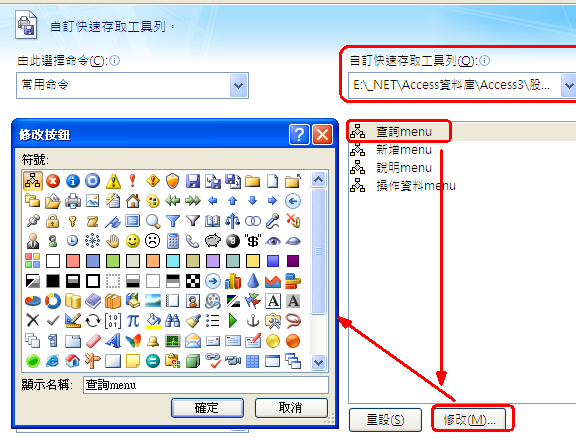 自訂快速存取工具列。
由此選擇命令(C):
自訂快速存取工具列(Q):
常用命令
E:\_NET\Access資料庫\Access3\股...
修改按鈕
符號:
查詢menu
新增menu
說明menu
操作資料menu
顯示名稱:
查詢menu
確定
取消
重設(S)
修改(M)...